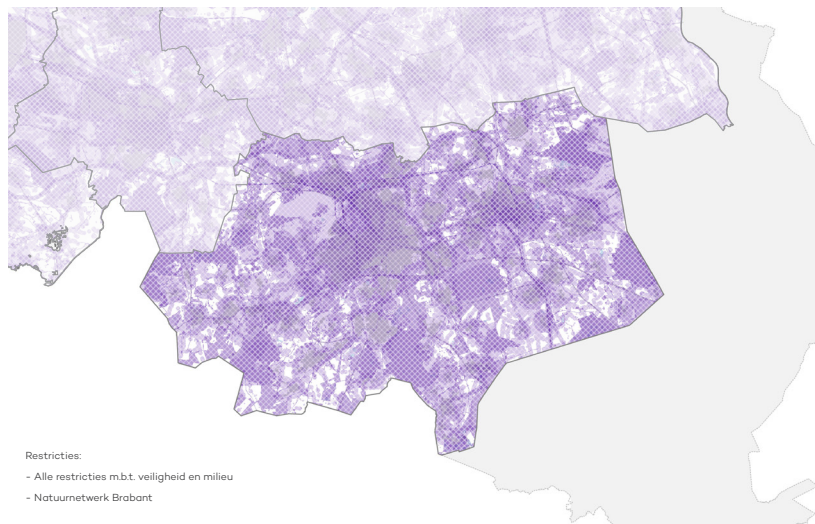 Restricties:
- Alle restricties m.b.t. veiligheid en milieu
- Natuurnetwerk Brabant